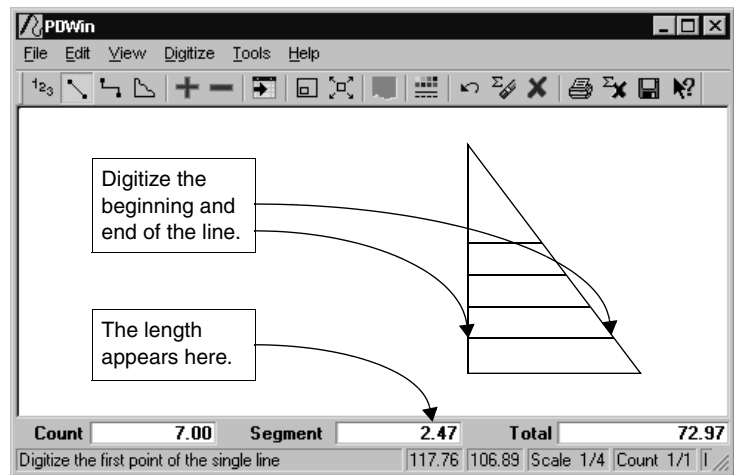 PDWin
File Edit View Digitize Tools Help
123
Digitize the
beginning and
end of the line.
The length
appears here.
Count 7.00 Segment 2.47 Total 72.97
Digitize the first point of the single line 117.76 106.89 Scale 1/4 Count 1/1 I